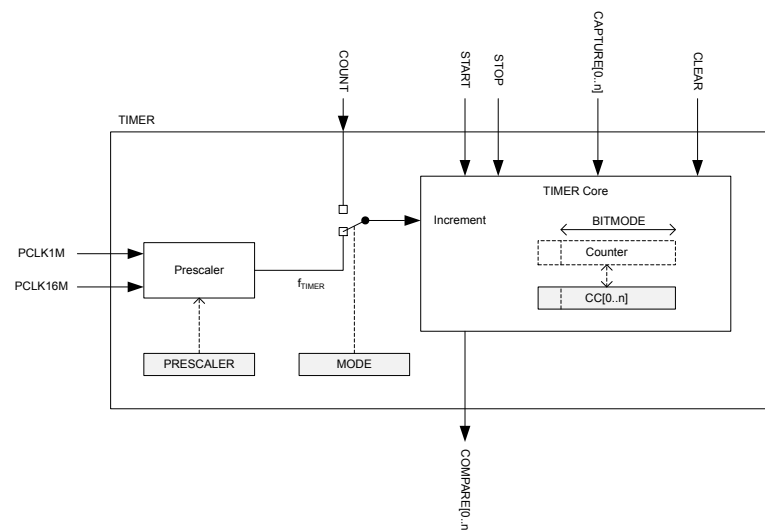 COUNT
START
STOP
CAPTURE[0..n]
CLEAR
TIMER
TIMER Core
Increment
BITMODE
Counter
CC[0..n]
PCLK1M
PCLK16M
Prescaler
fTIMER
PRESCALER
MODE
COMPARE[0..n]